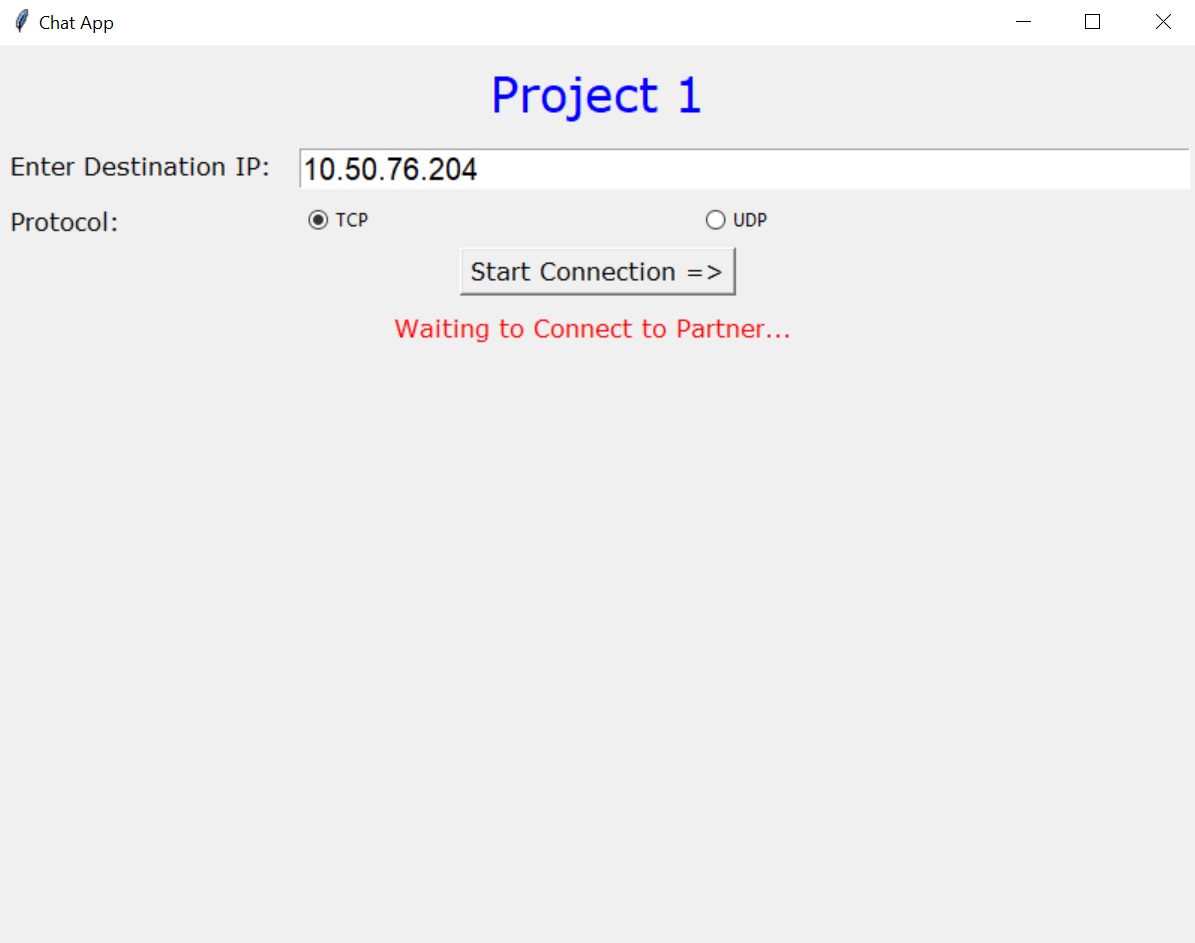 Chat App
Project 1
Enter Destination IP: 10.50.76.204
Protocol: TCP UDP
Start Connection =>
Waiting to Connect to Partner...